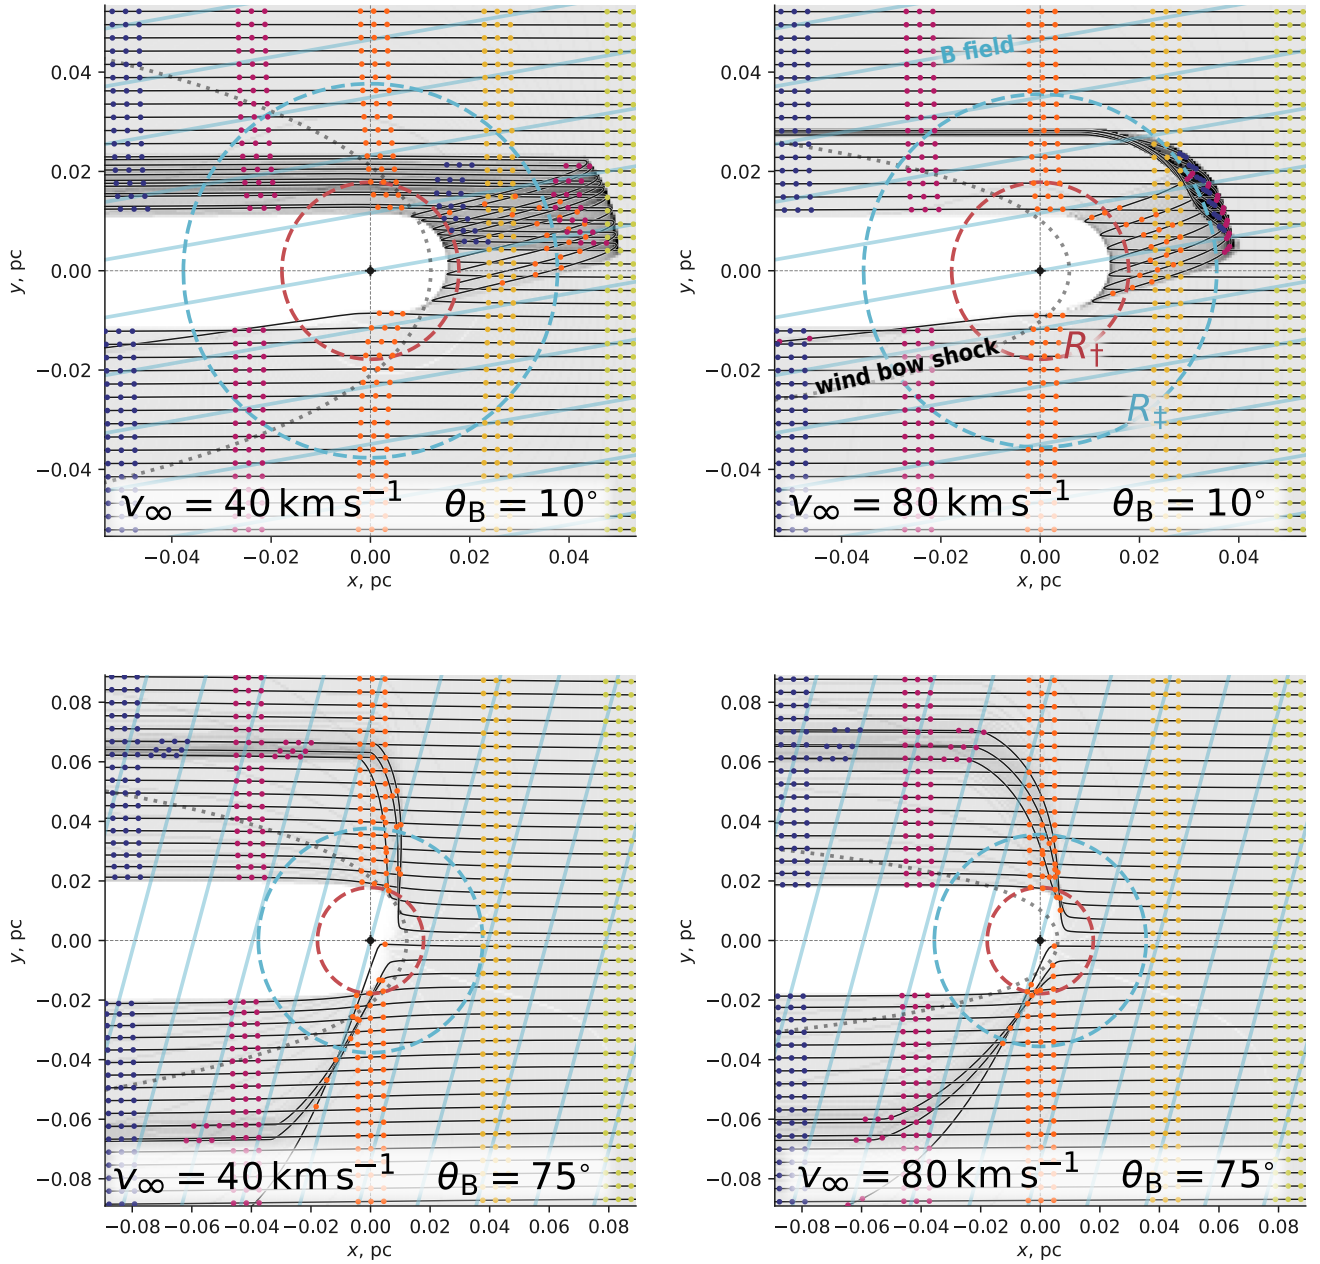 0.04
0.02
0.00
−0.02
−0.04
y, pc
v∞ = 40 km s⁻¹ θB = 10°
−0.04 −0.02 0.00 0.02 0.04
x, pc
B field
0.04
0.02
0.00
−0.02
−0.04
y, pc
R†
wind bow shock
R‡
v∞ = 80 km s⁻¹ θB = 10°
−0.04 −0.02 0.00 0.02 0.04
x, pc
0.08
0.06
0.04
0.02
0.00
−0.02
−0.04
−0.06
−0.08
y, pc
v∞ = 40 km s⁻¹ θB = 75°
−0.08 −0.06 −0.04 −0.02 0.00 0.02 0.04 0.06 0.08
x, pc
0.08
0.06
0.04
0.02
0.00
−0.02
−0.04
−0.06
−0.08
y, pc
v∞ = 80 km s⁻¹ θB = 75°
−0.08 −0.06 −0.04 −0.02 0.00 0.02 0.04 0.06 0.08
x, pc